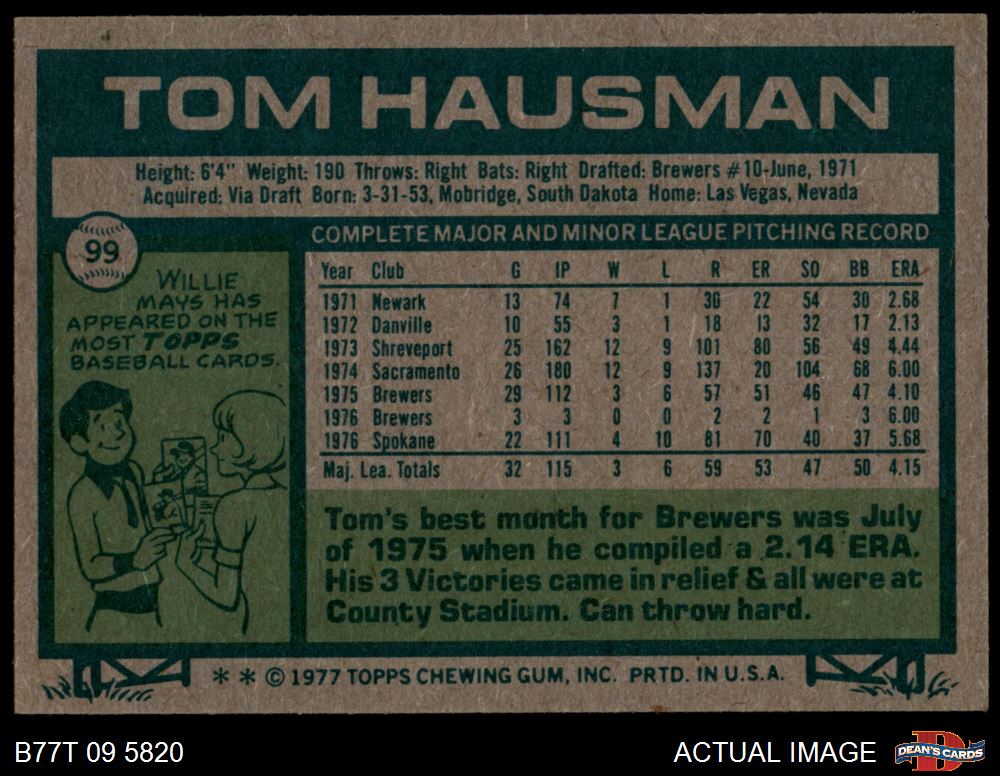 TOM HAUSMAN
Height: 6'4" Weight: 190 Throws: Right Bats: Right Drafted: Brewers #10-June, 1971
Acquired: Via Draft Born: 3-31-53, Mobridge, South Dakota Home: Las Vegas, Nevada
99
WILLIE
MAYS HAS
APPEARED ON THE
MOST TOPPS
BASEBALL CARDS.
COMPLETE MAJOR AND MINOR LEAGUE PITCHING RECORD
Year Club G IP W L R ER SO BB ERA
1971 Newark 13 74 7 1 30 22 54 30 2.68
1972 Danville 10 55 3 1 18 13 32 17 2.13
1973 Shreveport 25 162 12 9 101 80 56 49 4.44
1974 Sacramento 26 180 12 9 137 20 104 68 6.00
1975 Brewers 29 112 3 6 57 51 46 47 4.10
1976 Brewers 3 3 0 0 2 2 1 3 6.00
1976 Spokane 22 111 4 10 81 70 40 37 5.68
Maj. Lea. Totals 32 115 3 6 59 53 47 50 4.15
Tom's best month for Brewers was July
of 1975 when he compiled a 2.14 ERA.
His 3 Victories came in relief & all were at
County Stadium. Can throw hard.
* * © 1977 TOPPS CHEWING GUM, INC. PRTD. IN U.S.A.
B77T 09 5820
ACTUAL IMAGE
DEAN'S CARDS